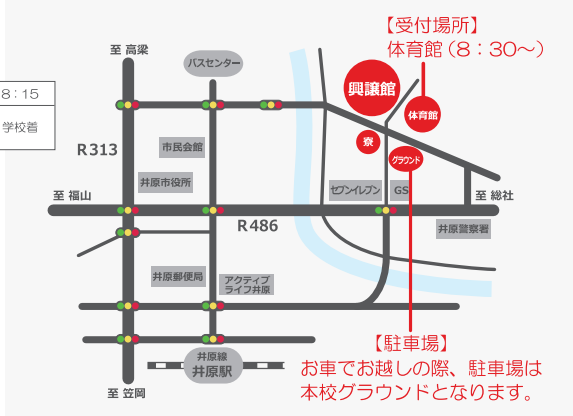 【受付場所】
体育館（8：30～）
至 高梁
バスセンター
8：15
学校着
興譲館
体育館
R313
市民会館
寮
グラウンド
井原市役所
セブンイレブン
GS
至 福山
至 総社
R486
井原警察署
井原郵便局
アクティブ
ライフ井原
【駐車場】
井原線
井原駅
お車でお越しの際、駐車場は
本校グラウンドとなります。
至 笠岡